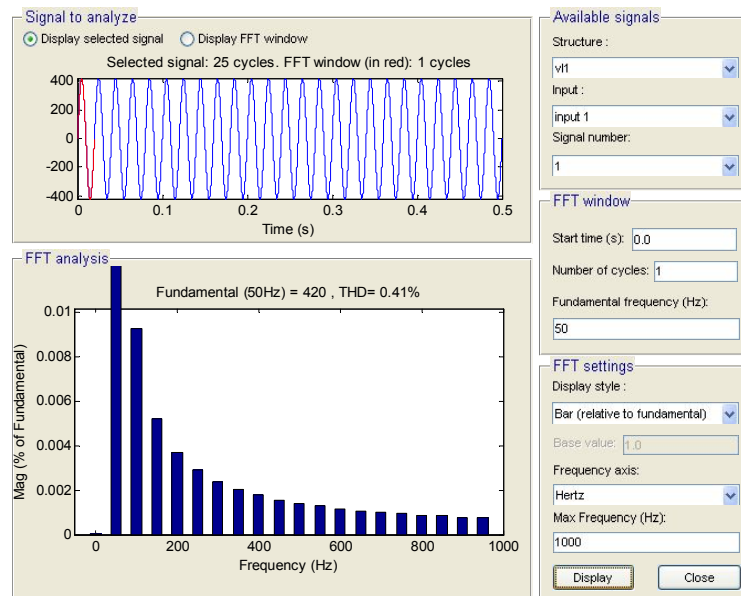 Signal to analyze
Display selected signal Display FFT window
Selected signal: 25 cycles. FFT window (in red): 1 cycles
400
200
0
-200
-400
0 0.1 0.2 0.3 0.4 0.5
Time (s)
FFT analysis
Fundamental (50Hz) = 420 , THD= 0.41%
0.01
0.008
0.006
0.004
0.002
0
Mag (% of Fundamental)
0 200 400 600 800 1000
Frequency (Hz)
Available signals
Structure :
vl1
Input :
input 1
Signal number:
1
FFT window
Start time (s): 0.0
Number of cycles: 1
Fundamental frequency (Hz):
50
FFT settings
Display style :
Bar (relative to fundamental)
Base value: 1.0
Frequency axis:
Hertz
Max Frequency (Hz):
1000
Display Close